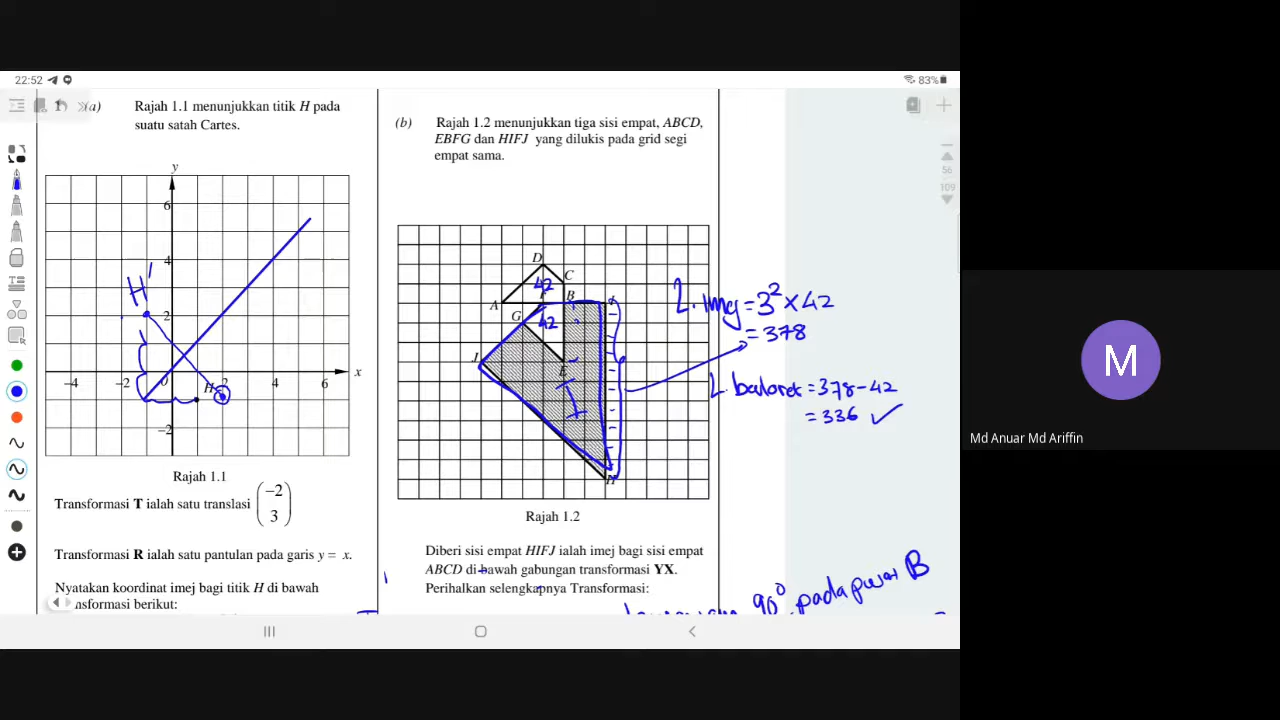 22:52
83%
(a) Rajah 1.1 menunjukkan titik H pada
suatu satah Cartes.
y
6
4
2
-4 -2 0 2 4 6 x
-2
H'
H
Rajah 1.1
Transformasi T ialah satu translasi (-2 3)
Transformasi R ialah satu pantulan pada garis y = x.
Nyatakan koordinat imej bagi titik H di bawah
transformasi berikut:
(b) Rajah 1.2 menunjukkan tiga sisi empat, ABCD,
EBFG dan HIFJ yang dilukis pada grid segi
empat sama.
D
C
42
A
B
G
42
J
E
H
Rajah 1.2
L.img = 3² × 42
= 378
= 378 - 42
= 336 ✓
Diberi sisi empat HIFJ ialah imej bagi sisi empat
ABCD di bawah gabungan transformasi YX.
Perihalkan selengkapnya Transformasi:
90° pada pusat B
56
109
M
Md Anuar Md Ariffin